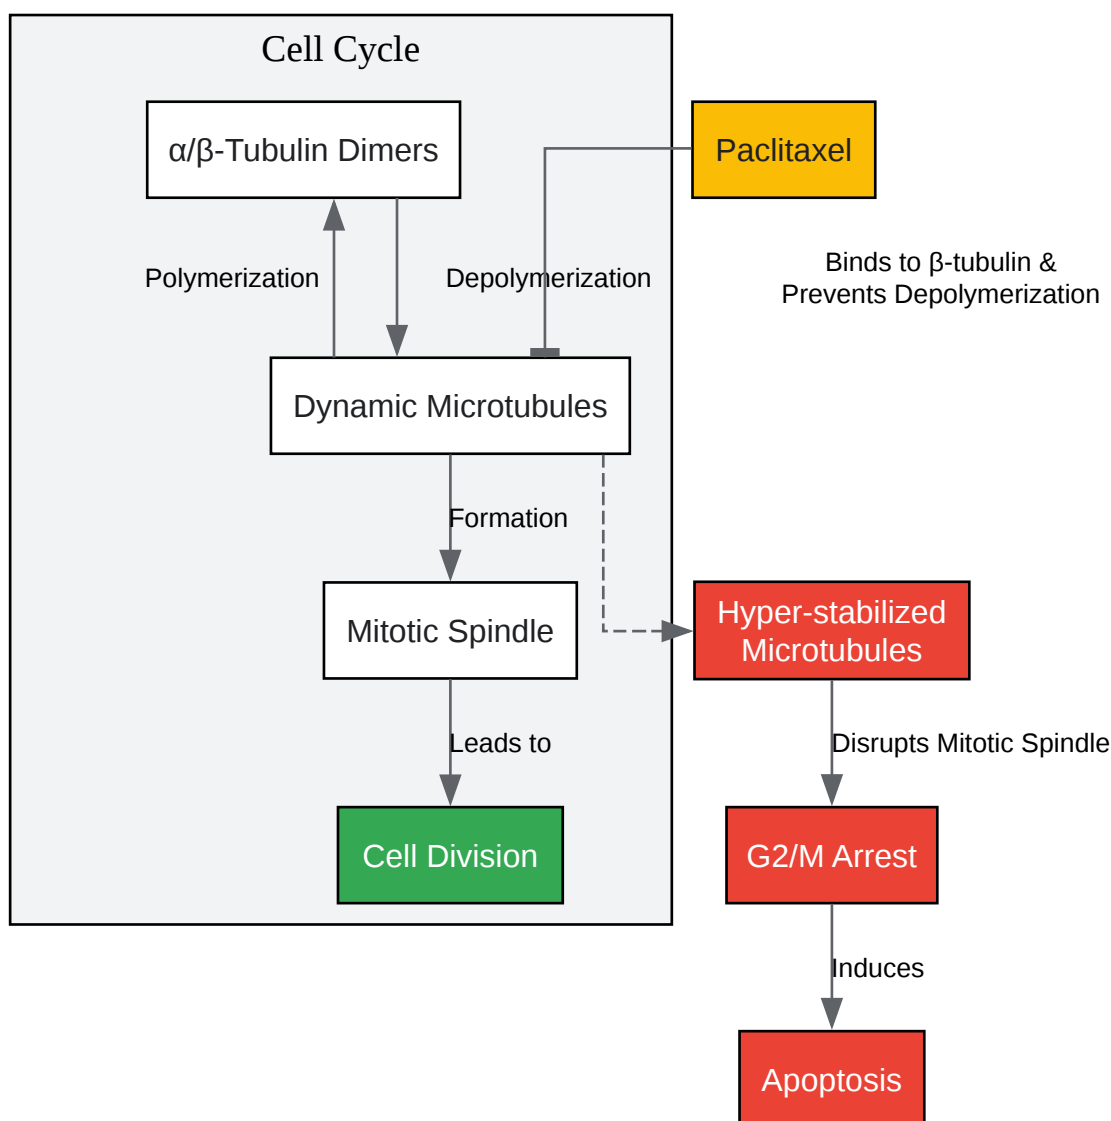 Cell Cycle
α/β-Tubulin Dimers
Paclitaxel
Polymerization
Depolymerization
Binds to β-tubulin &
Prevents Depolymerization
Dynamic Microtubules
Formation
Mitotic Spindle
Hyper-stabilized
Microtubules
Leads to
Disrupts Mitotic Spindle
Cell Division
G2/M Arrest
Induces
Apoptosis